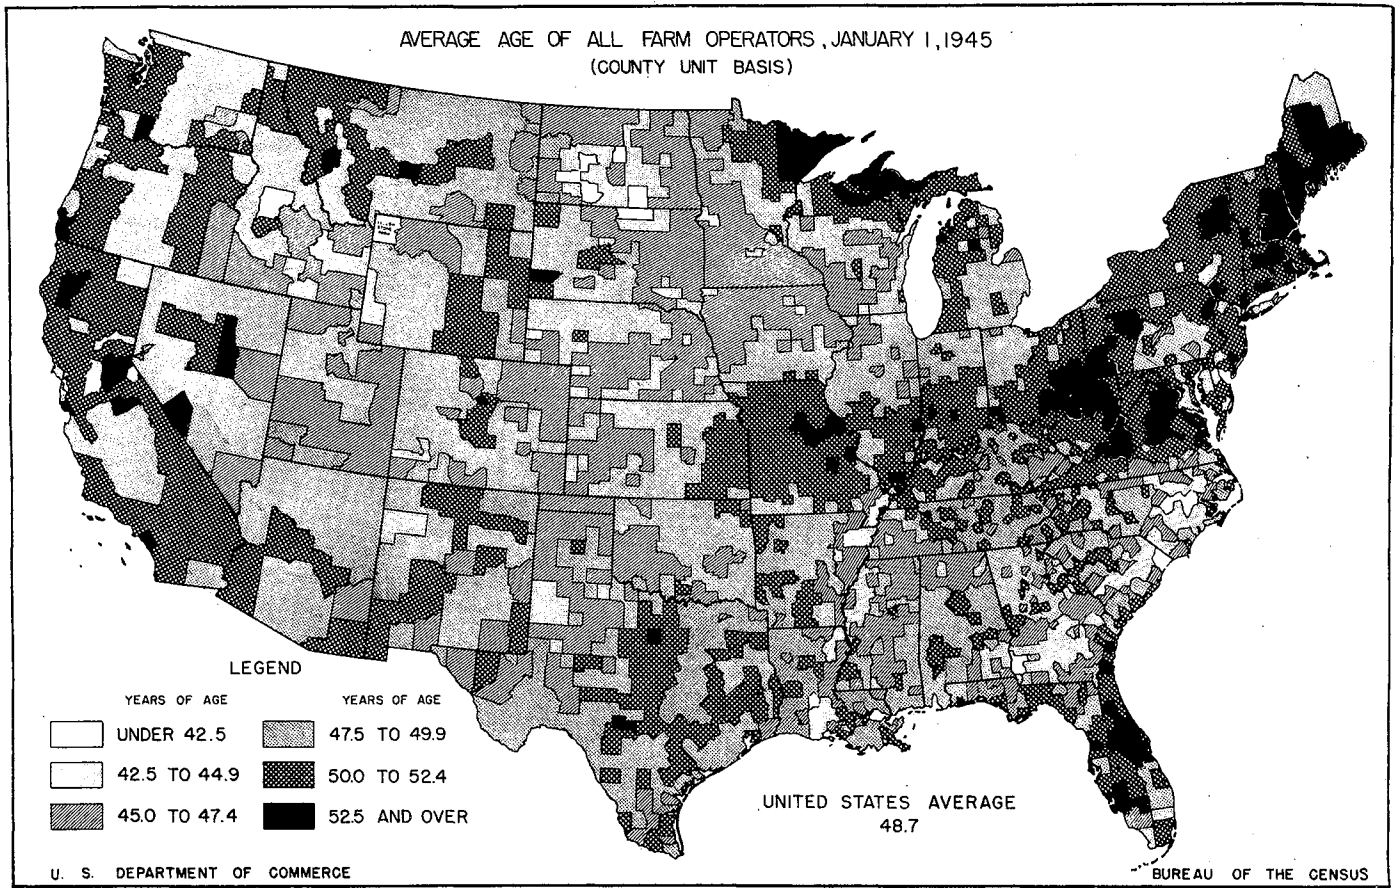 AVERAGE AGE OF ALL FARM OPERATORS, JANUARY 1, 1945
(COUNTY UNIT BASIS)
LEGEND
YEARS OF AGE
YEARS OF AGE
UNDER 42.5
47.5 TO 49.9
42.5 TO 44.9
50.0 TO 52.4
45.0 TO 47.4
52.5 AND OVER
UNITED STATES AVERAGE
48.7
U. S. DEPARTMENT OF COMMERCE
BUREAU OF THE CENSUS